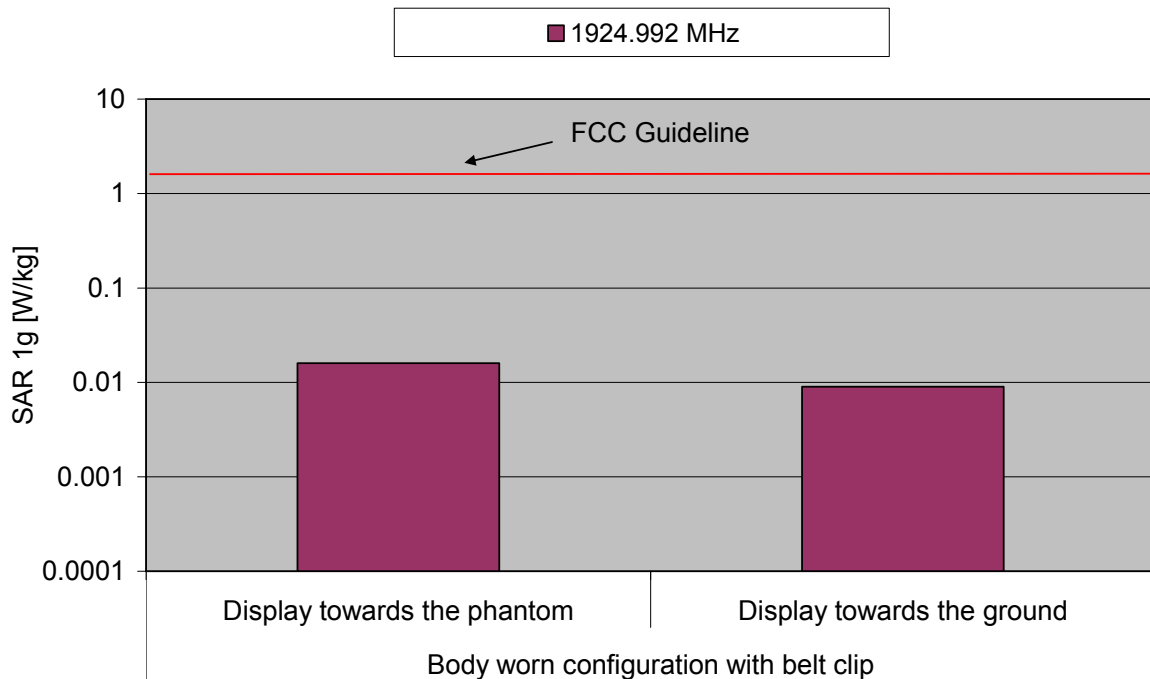 1924.992 MHz
10
FCC Guideline
1
0.1
0.01
0.001
0.0001
SAR 1g [W/kg]
Display towards the phantom
Display towards the ground
Body worn configuration with belt clip